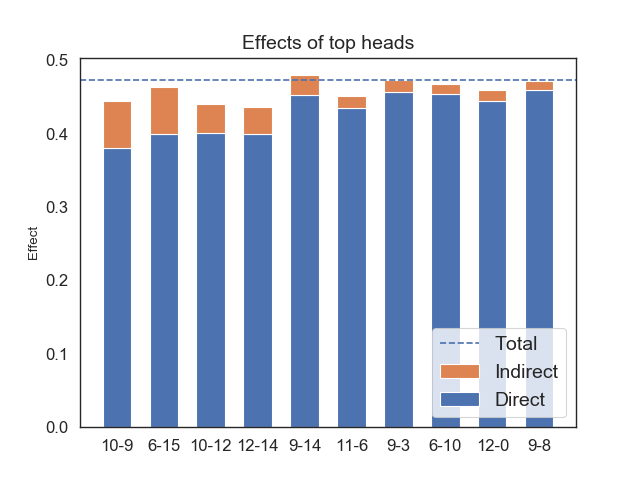 Effects of top heads
0.5
0.4
0.3
0.2
0.1
0.0
Effect
Total
Indirect
Direct
10-9 6-15 10-12 12-14 9-14 11-6 9-3 6-10 12-0 9-8